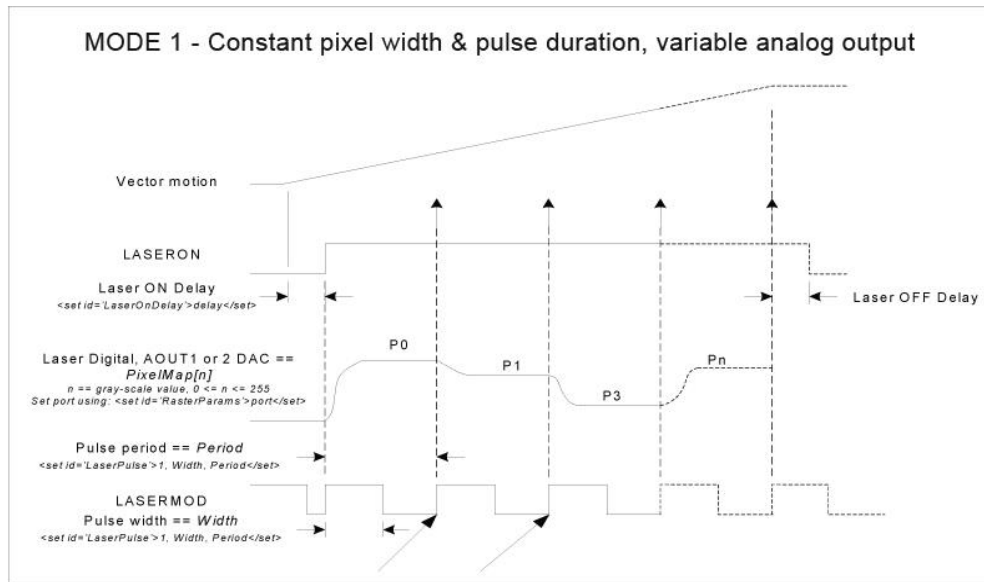 MODE 1 - Constant pixel width & pulse duration, variable analog output
Vector motion
LASERON
Laser ON Delay
<set id='LaserOnDelay'>delay</set>
Laser OFF Delay
Laser Digital, AOUT1 or 2 DAC ==
PixelMap[n]
n == gray-scale value, 0 <= n <= 255
Set port using: <set id='RasterParams'>port</set>
P0
P1
P3
Pn
Pulse period == Period
<set id='LaserPulse'>1, Width, Period</set>
LASERMOD
Pulse width == Width
<set id='LaserPulse'>1, Width, Period</set>